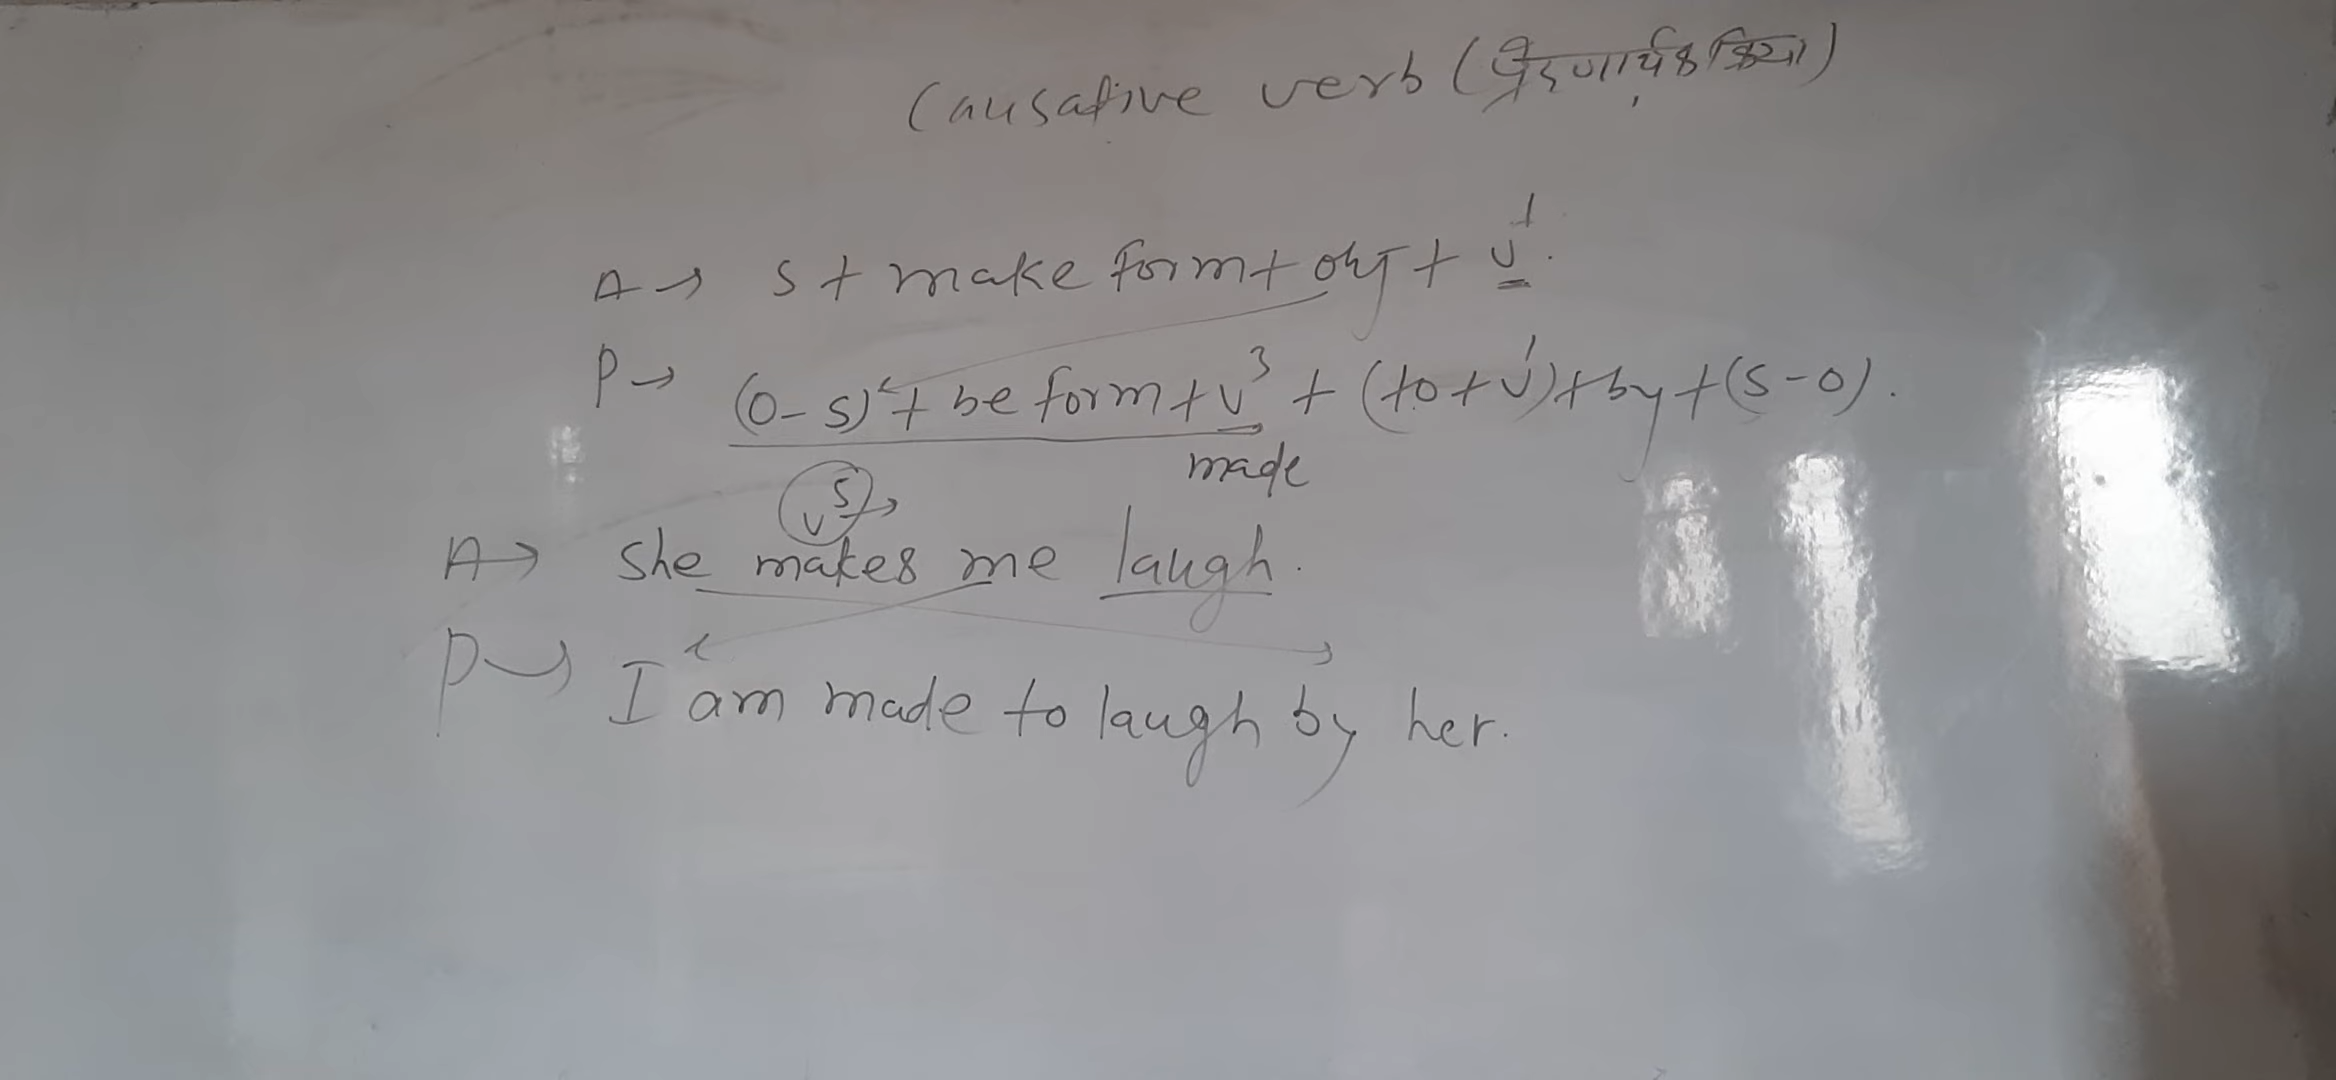 Causative verb (प्रेरणार्थक क्रिया)
A → S + make form + obj + V¹.
P → (O-S) + be form + V³ + (to + V¹) + by + (S-O).
made
V⁵ →
A → She makes me laugh.
P → I am made to laugh by her.